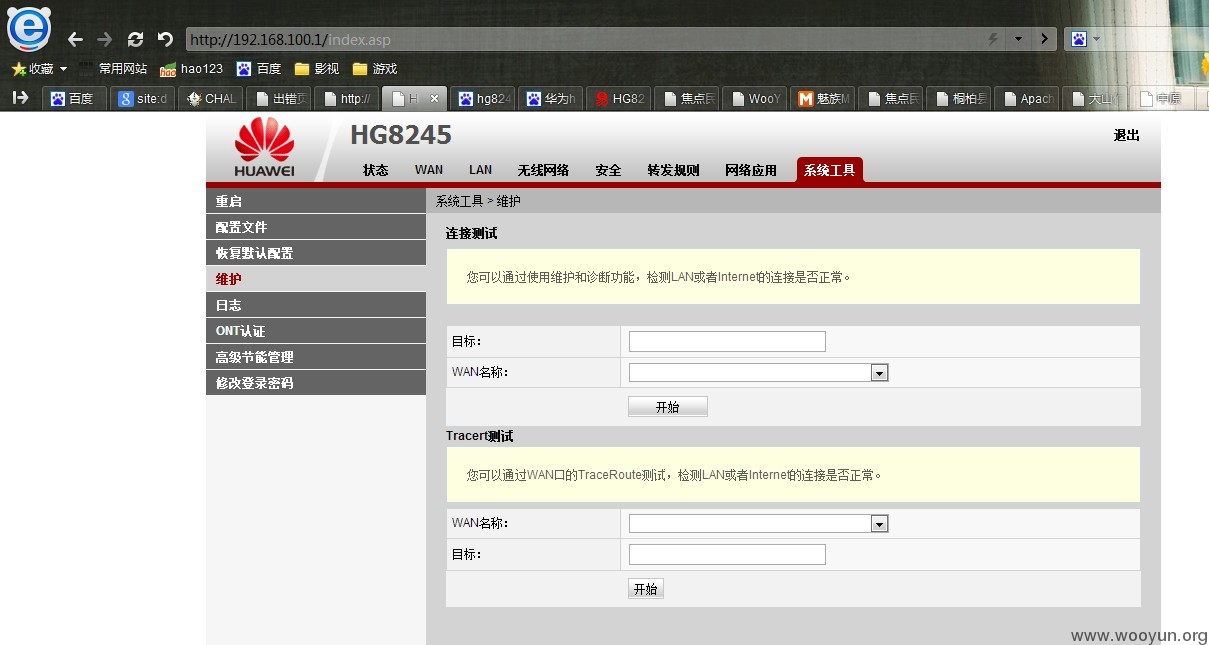 http://192.168.100.1/index.asp
收藏 常用网站 hao123 百度 影视 游戏
百度 site:d CHAL 出错页 http:// H hg824 华为h HG82 焦点民 WooY 魅族M 焦点民 桐柏县 Apach 大山 中原
HUAWEI HG8245 退出
状态 WAN LAN 无线网络 安全 转发规则 网络应用 系统工具
重启
配置文件
恢复默认配置
维护
日志
ONT认证
高级节能管理
修改登录密码
系统工具 > 维护
连接测试
您可以通过使用维护和诊断功能，检测LAN或者Internet的连接是否正常。
目标：
WAN名称：
开始
Tracert测试
您可以通过WAN口的TraceRoute测试，检测LAN或者Internet的连接是否正常。
WAN名称：
目标：
开始
www.wooyun.org